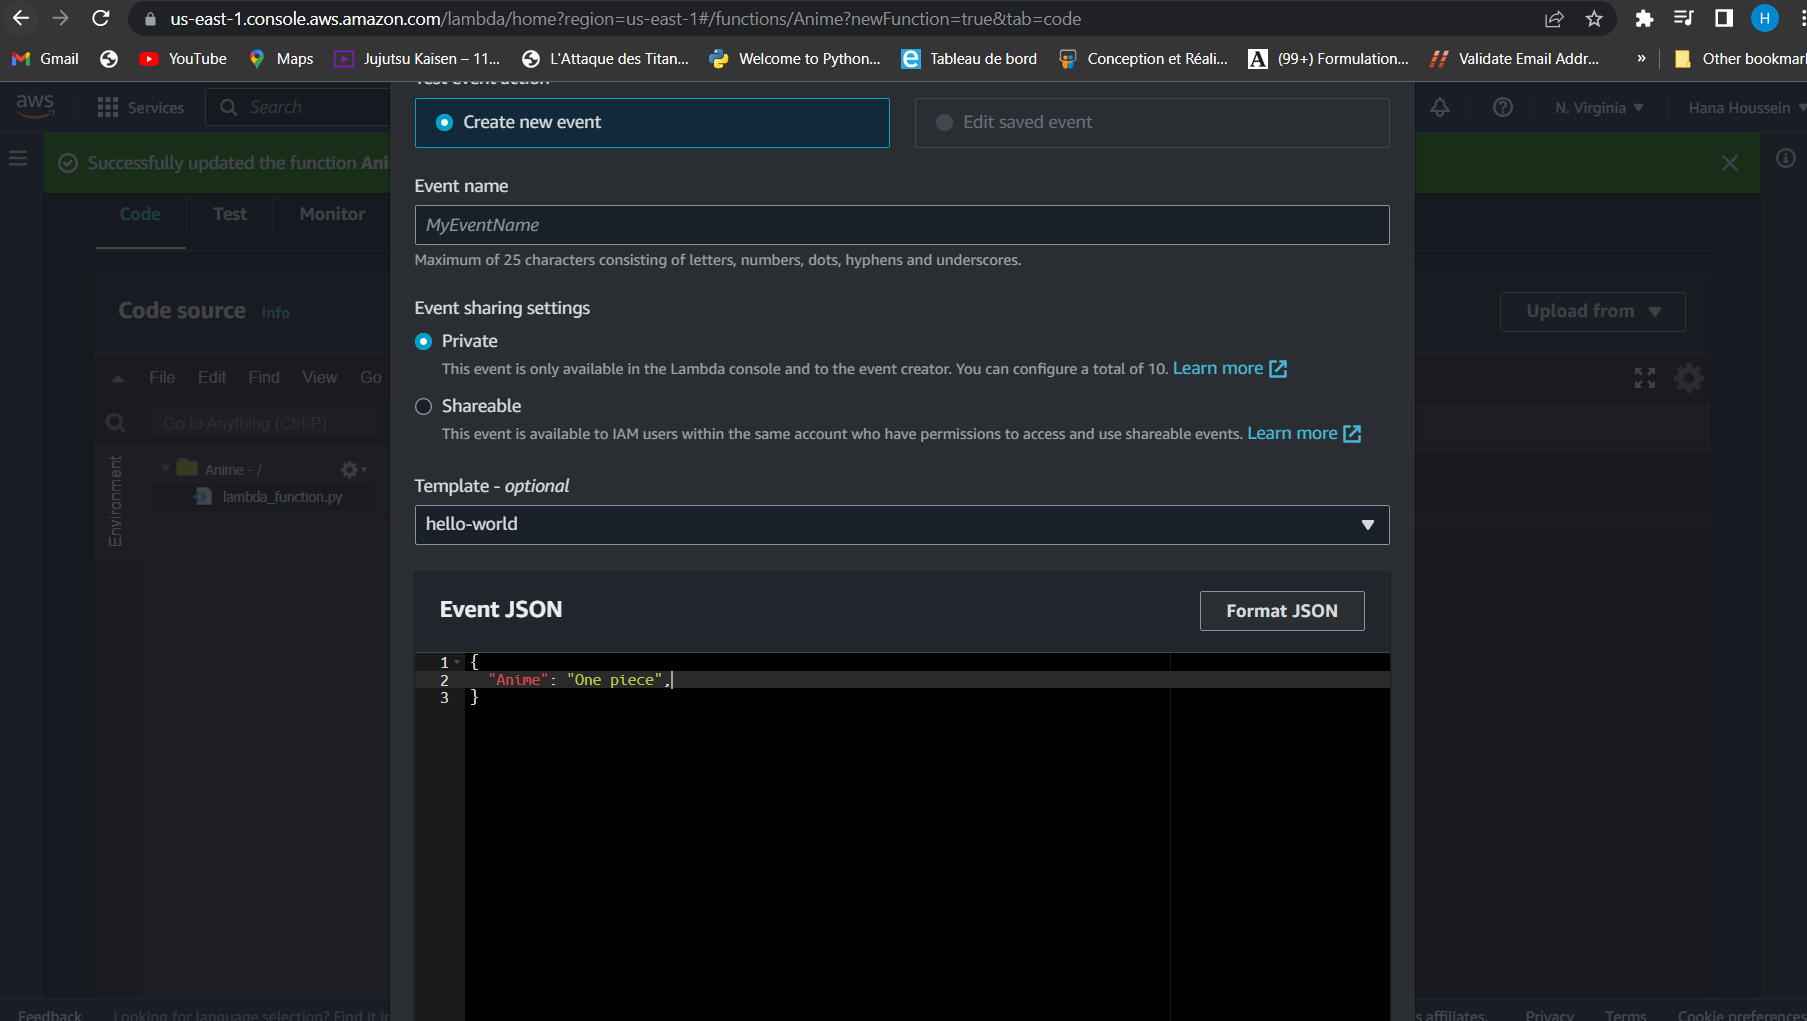 us-east-1.console.aws.amazon.com/lambda/home?region=us-east-1#/functions/Anime?newFunction=true&tab=code
H
Gmail
YouTube
Maps
Jujutsu Kaisen – 11...
L'Attaque des Titan...
Welcome to Python...
Tableau de bord
Conception et Réali...
(99+) Formulation...
Validate Email Addr...
»
Other bookmar
aws
Services
Search
N. Virginia
Hana Houssein
Test event action
Create new event
Edit saved event
Successfully updated the function Ani
Code
Test
Monitor
Event name
MyEventName
Maximum of 25 characters consisting of letters, numbers, dots, hyphens and underscores.
Code source Info
Upload from
Event sharing settings
Private
This event is only available in the Lambda console and to the event creator. You can configure a total of 10. Learn more
Shareable
This event is available to IAM users within the same account who have permissions to access and use shareable events. Learn more
File Edit Find View Go
Go to Anything (Ctrl-P)
Environment
Anime - /
lambda_function.py
Template - optional
hello-world
Event JSON
Format JSON
1 {
2 "Anime": "One piece",
3 }
Feedback
Looking for language selection? Find it in
s affiliates.
Privacy
Terms
Cookie preferences